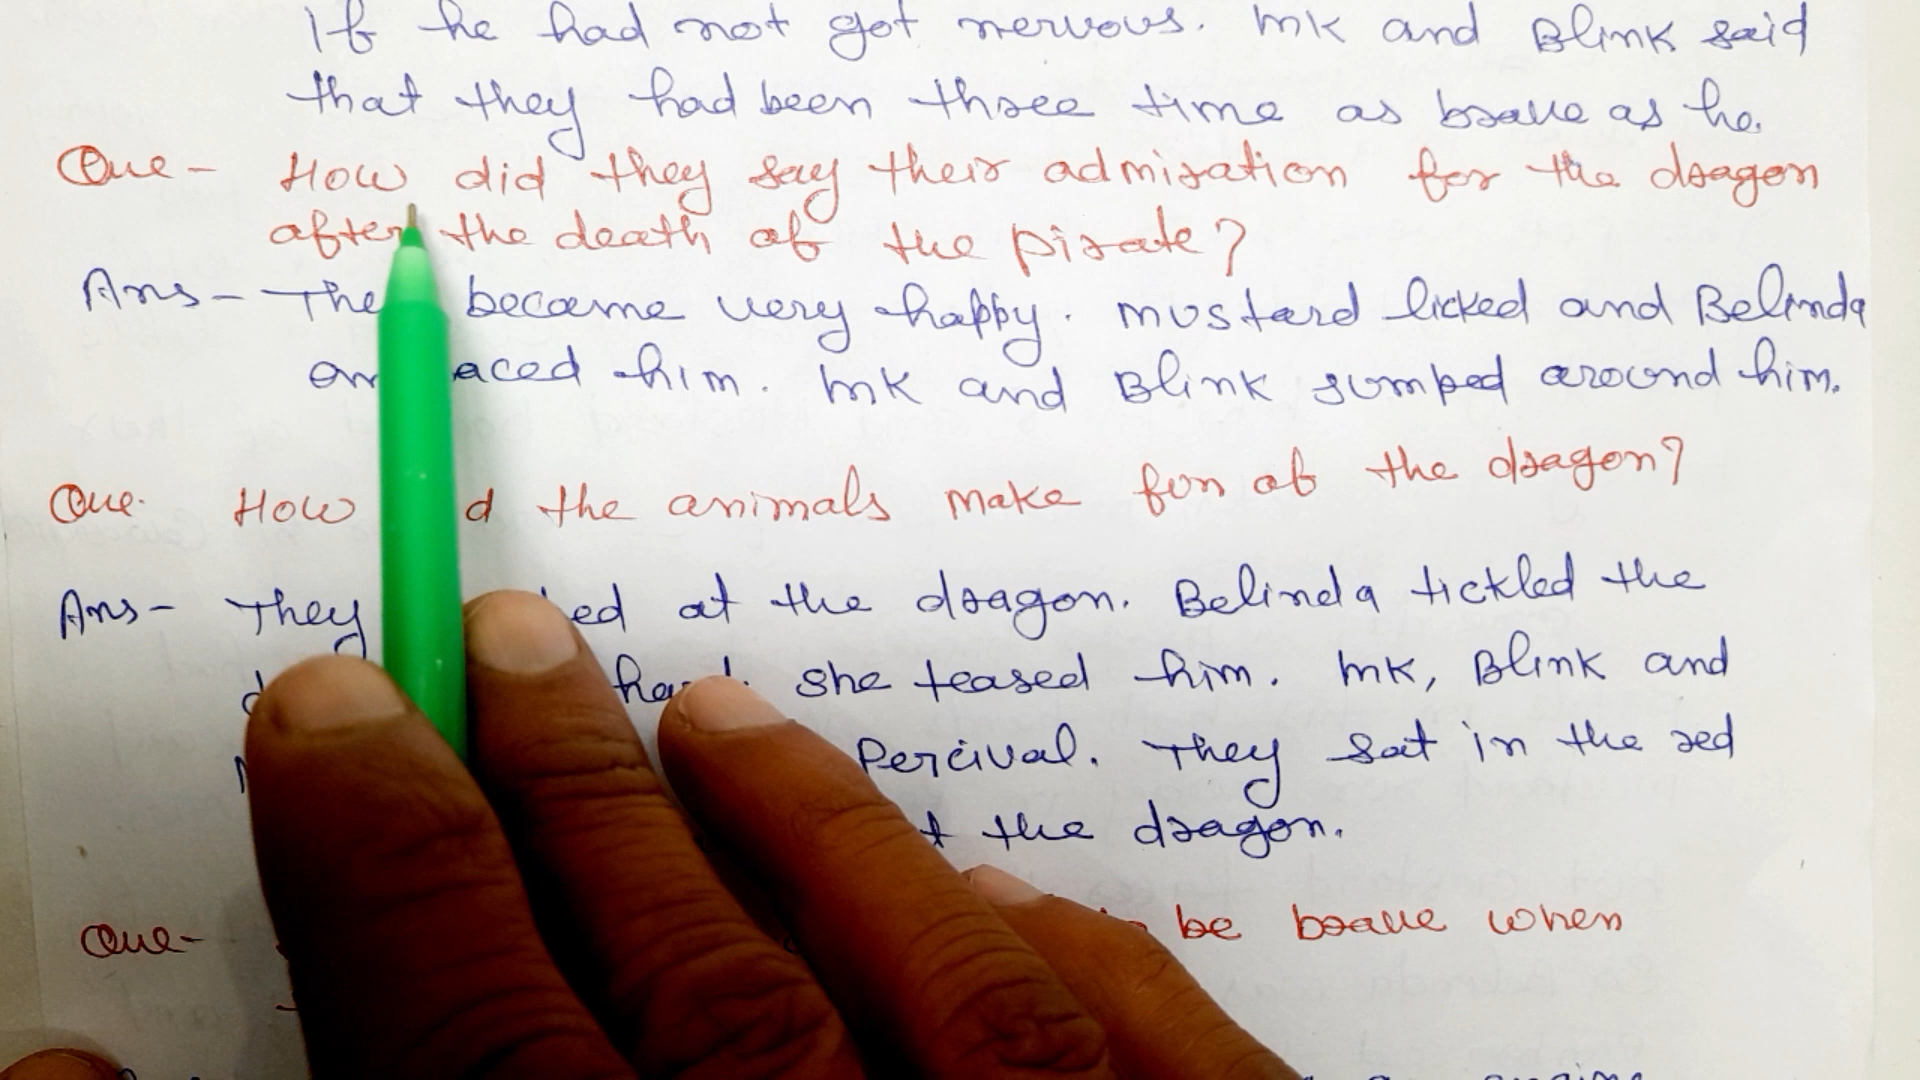 If he had not got nervous. Ink and Blink said
that they had been three time as brave as he.
Que- How did they say their admiration for the dragon
after the death of the pirate?
Ans- The became very happy. Mustard licked and Belinda
him. Ink and Blink jumped around him.
Que. How the animals make fun of the dragon?
Ans- They at the dragon. Belinda tickled the
she teased him. Ink, Blink and
Percival. They sat in the red
the dragon.
Que- be brave when